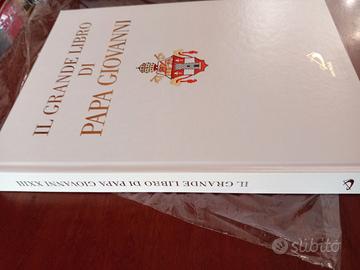 IL GRANDE LIBRO
DI
PAPA GIOVANNI
IL GRANDE LIBRO DI PAPA GIOVANNI XXIII
subito